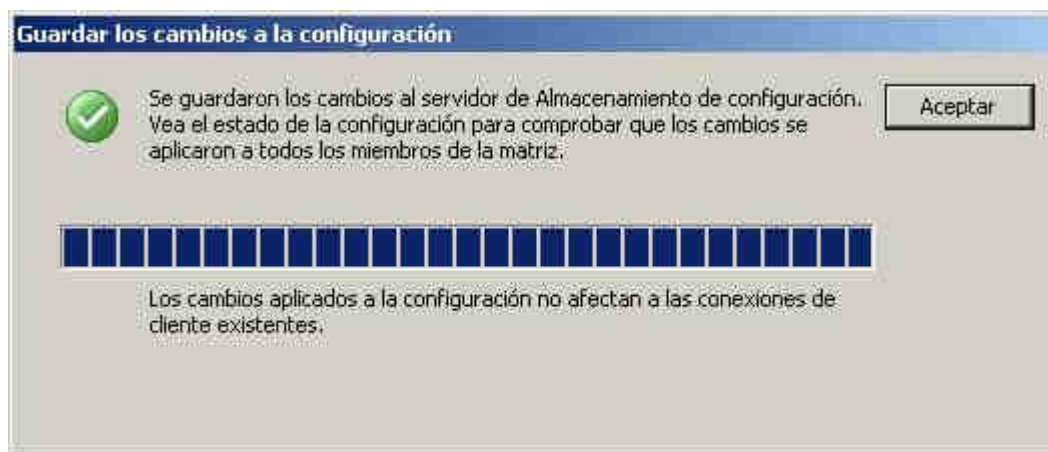 Guardar los cambios a la configuración
Se guardaron los cambios al servidor de Almacenamiento de configuración.
Vea el estado de la configuración para comprobar que los cambios se
aplicaron a todos los miembros de la matriz.
Aceptar
Los cambios aplicados a la configuración no afectan a las conexiones de
cliente existentes.